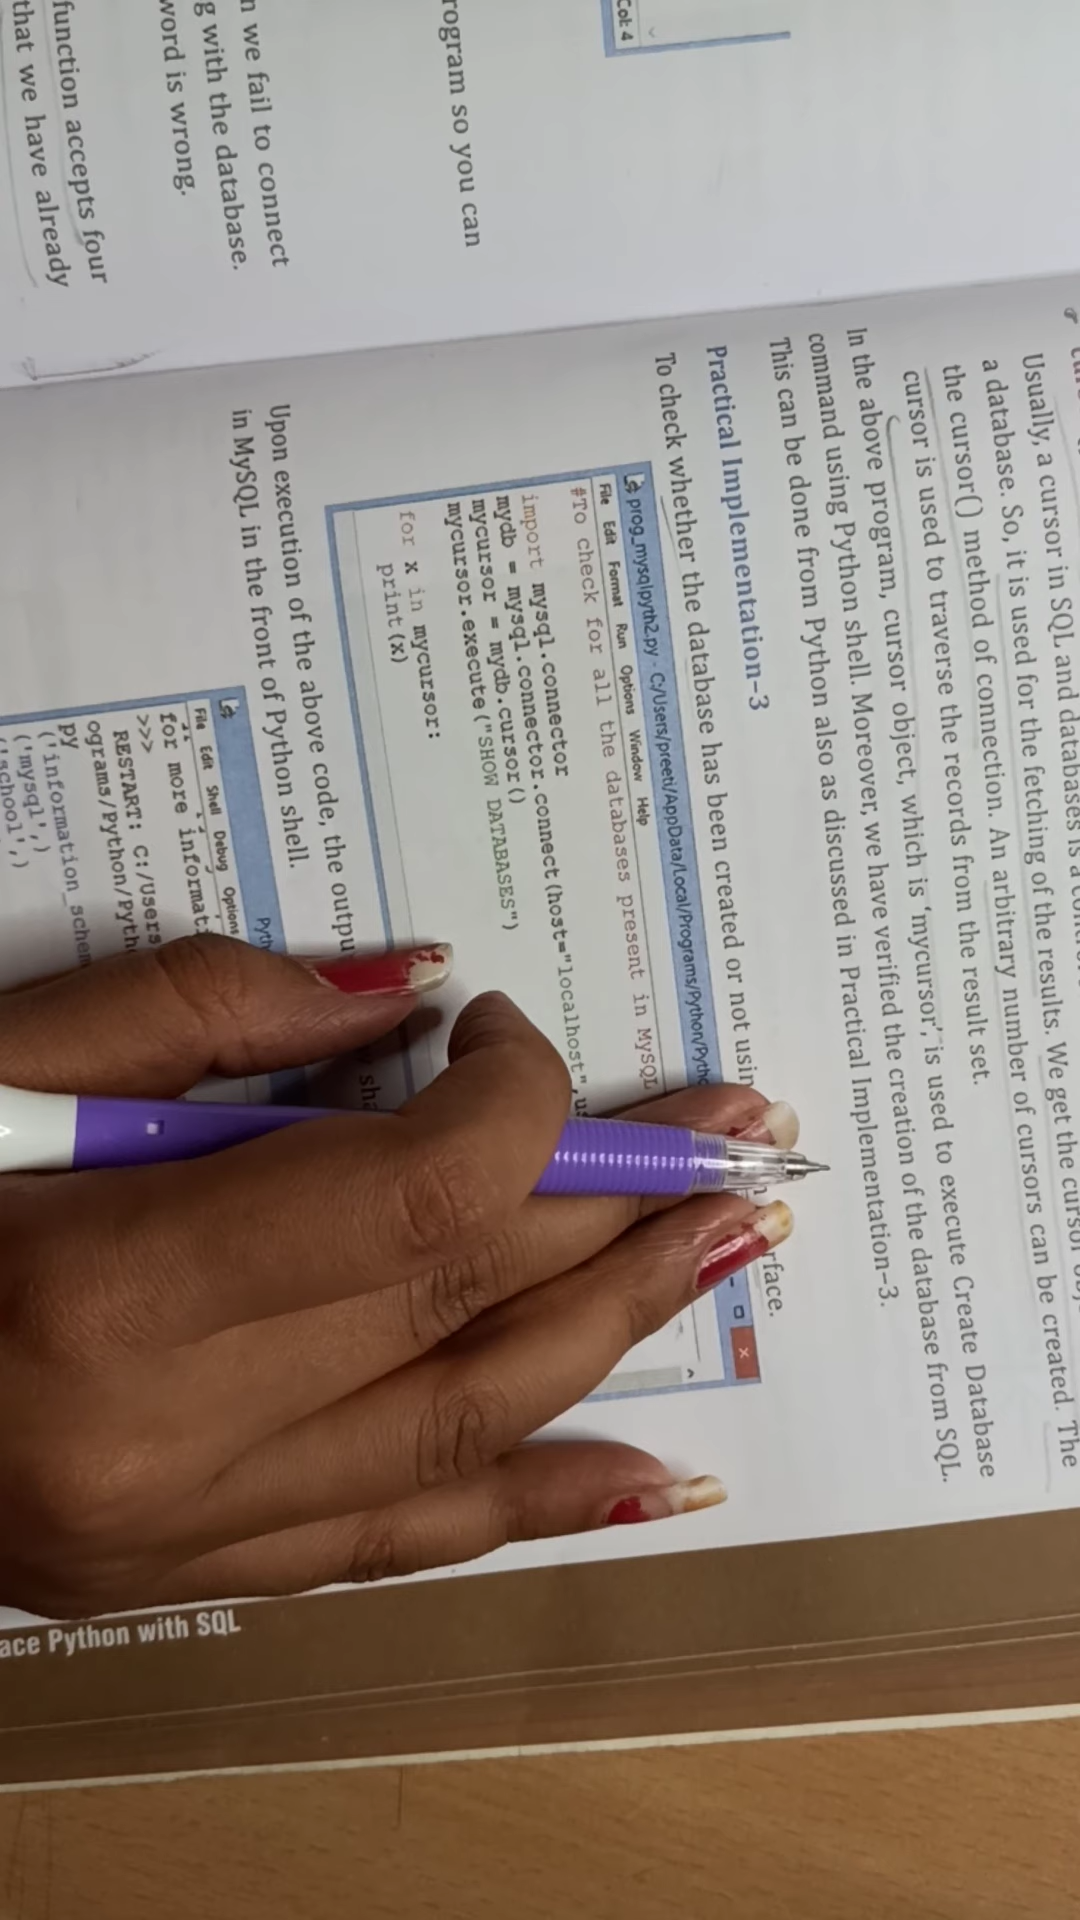 Col: 4
rogram so you can
n we fail to connect
g with the database.
word is wrong.
function accepts four
that we have already
Usually, a cursor in SQL and databases is a
a database. So, it is used for the fetching of the results. We get the cursor
the cursor() method of connection. An arbitrary number of cursors can be created. The
cursor is used to traverse the records from the result set.
In the above program, cursor object, which is 'mycursor', is used to execute Create Database
command using Python shell. Moreover, we have verified the creation of the database from SQL.
This can be done from Python also as discussed in Practical Implementation–3.
Practical Implementation–3
To check whether the database has been created or not usin rface.
prog_mysqlpyth2.py - C:/Users/preeti/AppData/Local/Programs/Python/Pytho
File Edit Format Run Options Window Help
#To check for all the databases present in MySQL
import mysql.connector
mydb = mysql.connector.connect(host="localhost",us
mycursor = mydb.cursor()
mycursor.execute("SHOW DATABASES")
for x in mycursor:
print(x)
Upon execution of the above code, the outpu sha
in MySQL in the front of Python shell.
Pyth
File Edit Shell Debug Options
for more informati
>>>
RESTART: C:/Users
ograms/Python/Pyth
py
('information_schem
('mysql',)
('school',)
ace Python with SQL